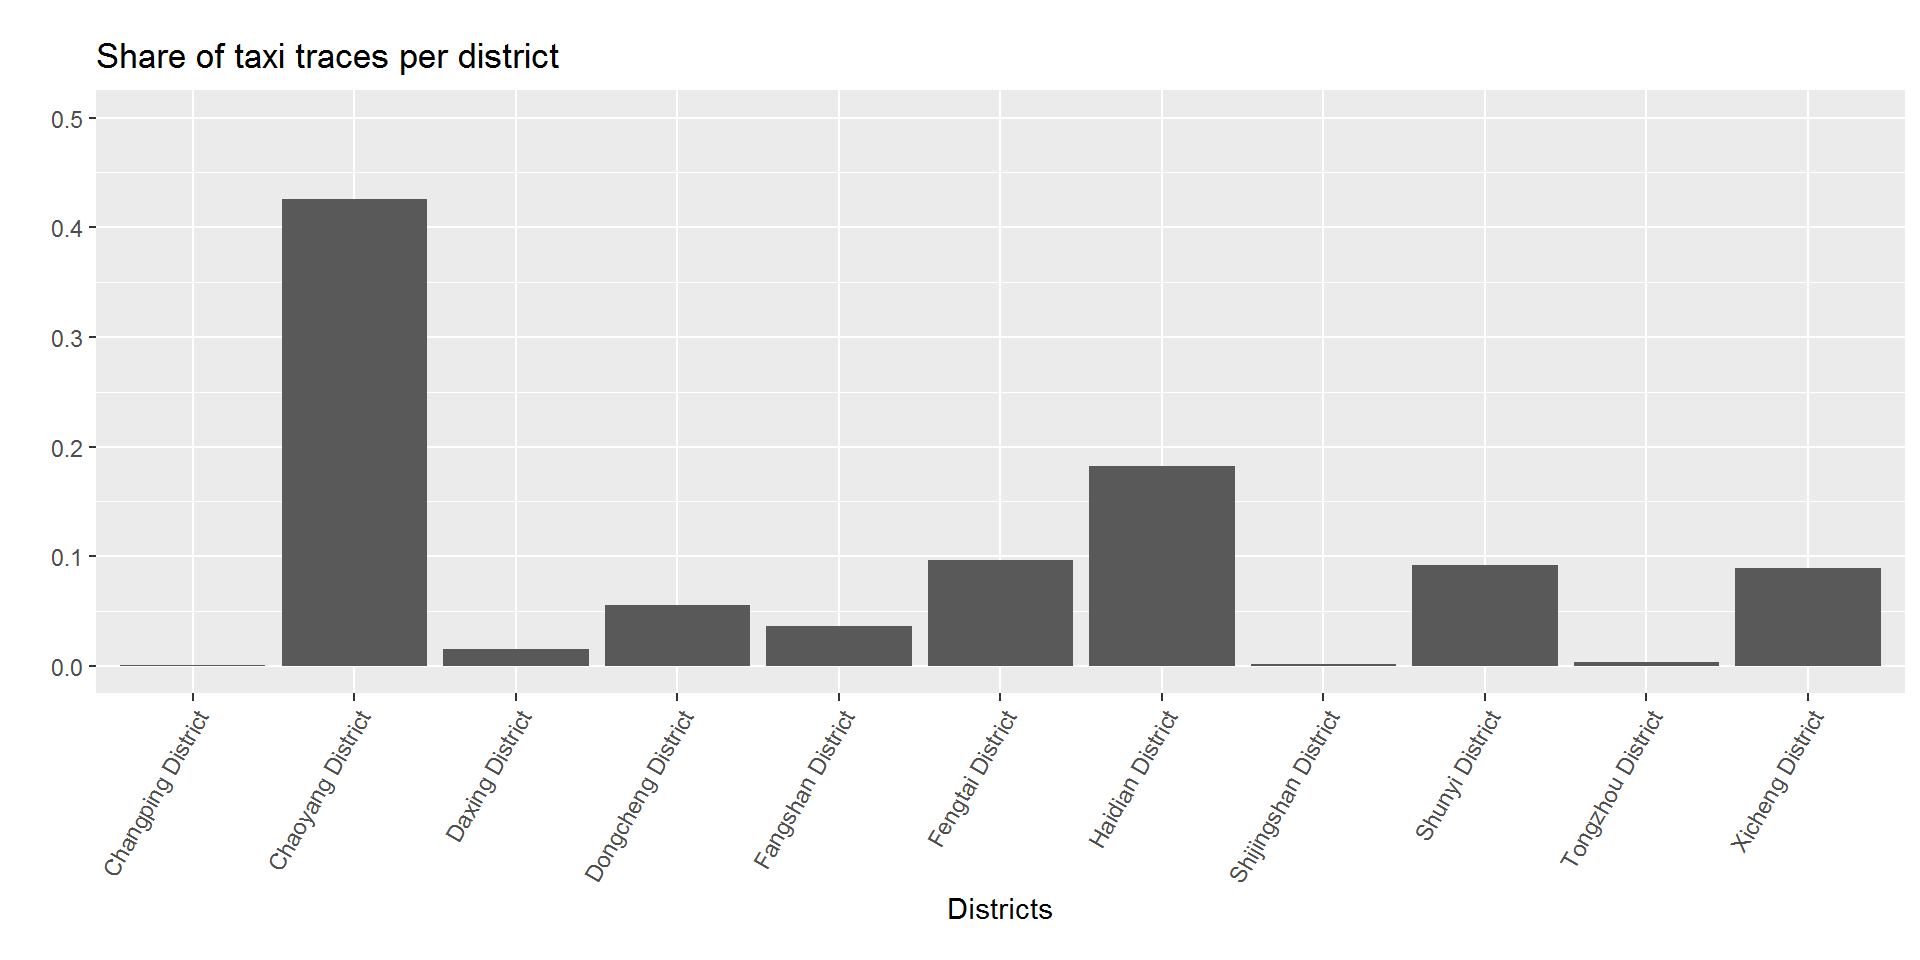 Share of taxi traces per district
0.5
0.4
0.3
0.2
0.1
0.0
Changping District
Chaoyang District
Daxing District
Dongcheng District
Fangshan District
Fengtai District
Haidian District
Shijingshan District
Shunyi District
Tongzhou District
Xicheng District
Districts